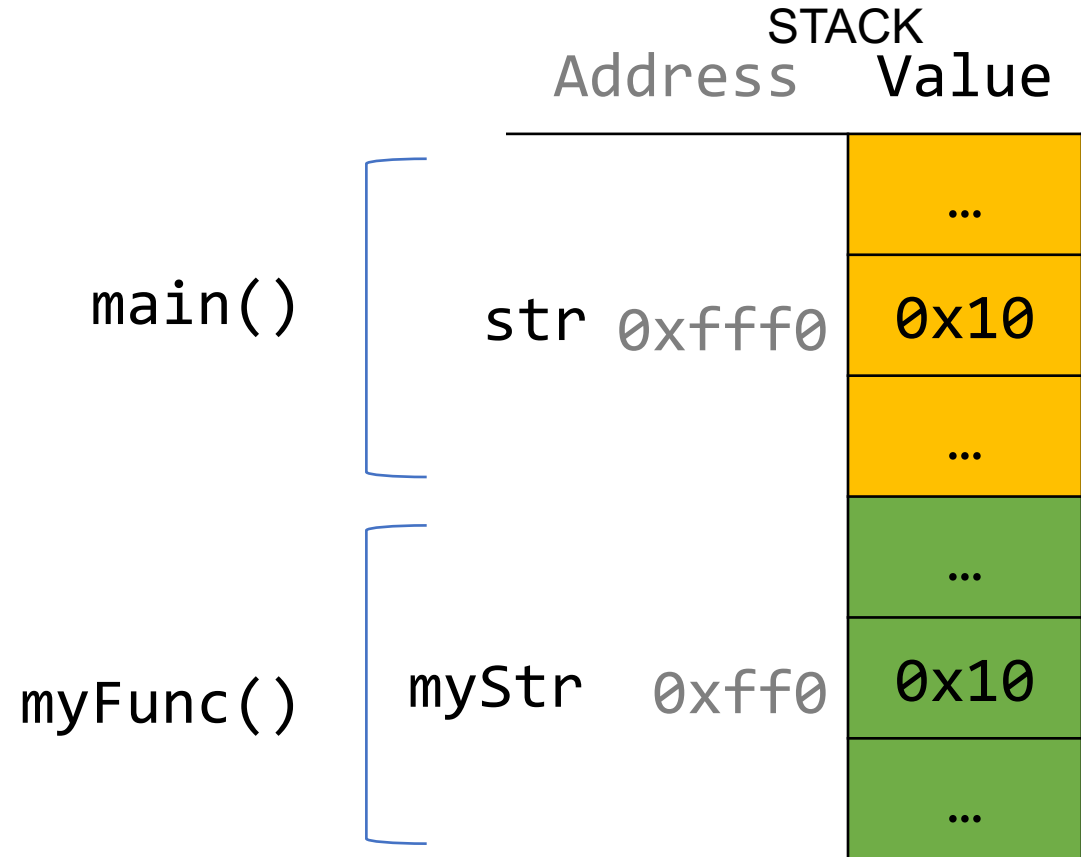 STACK
Address Value
…
main() str 0xfff0 0x10
…
…
myFunc() myStr 0xff0 0x10
…